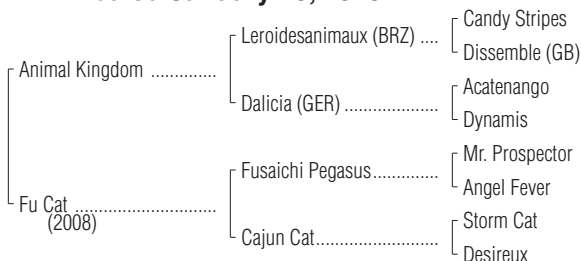 Candy Stripes
Leroidesanimaux (BRZ) ....
Dissemble (GB)
Animal Kingdom ..............
Acatenango
Dalicia (GER) ....................
Dynamis
Mr. Prospector
Fusaichi Pegasus..............
Angel Fever
Fu Cat ..............................
(2008)
Storm Cat
Cajun Cat..........................
Desireux